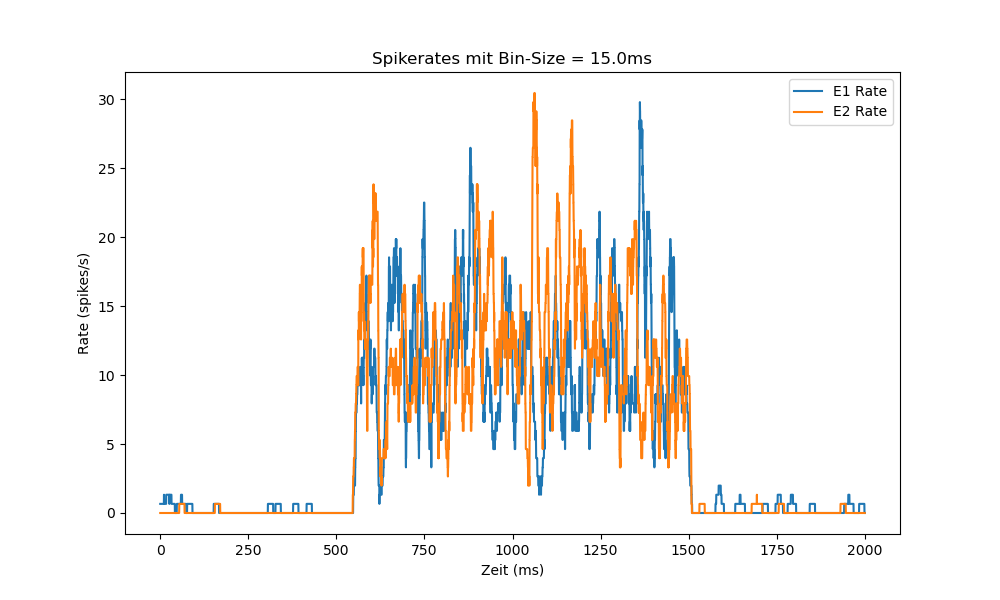 Spikerates mit Bin-Size = 15.0ms
E1 Rate
E2 Rate
Rate (spikes/s)
30
25
20
15
10
5
0
0 250 500 750 1000 1250 1500 1750 2000
Zeit (ms)